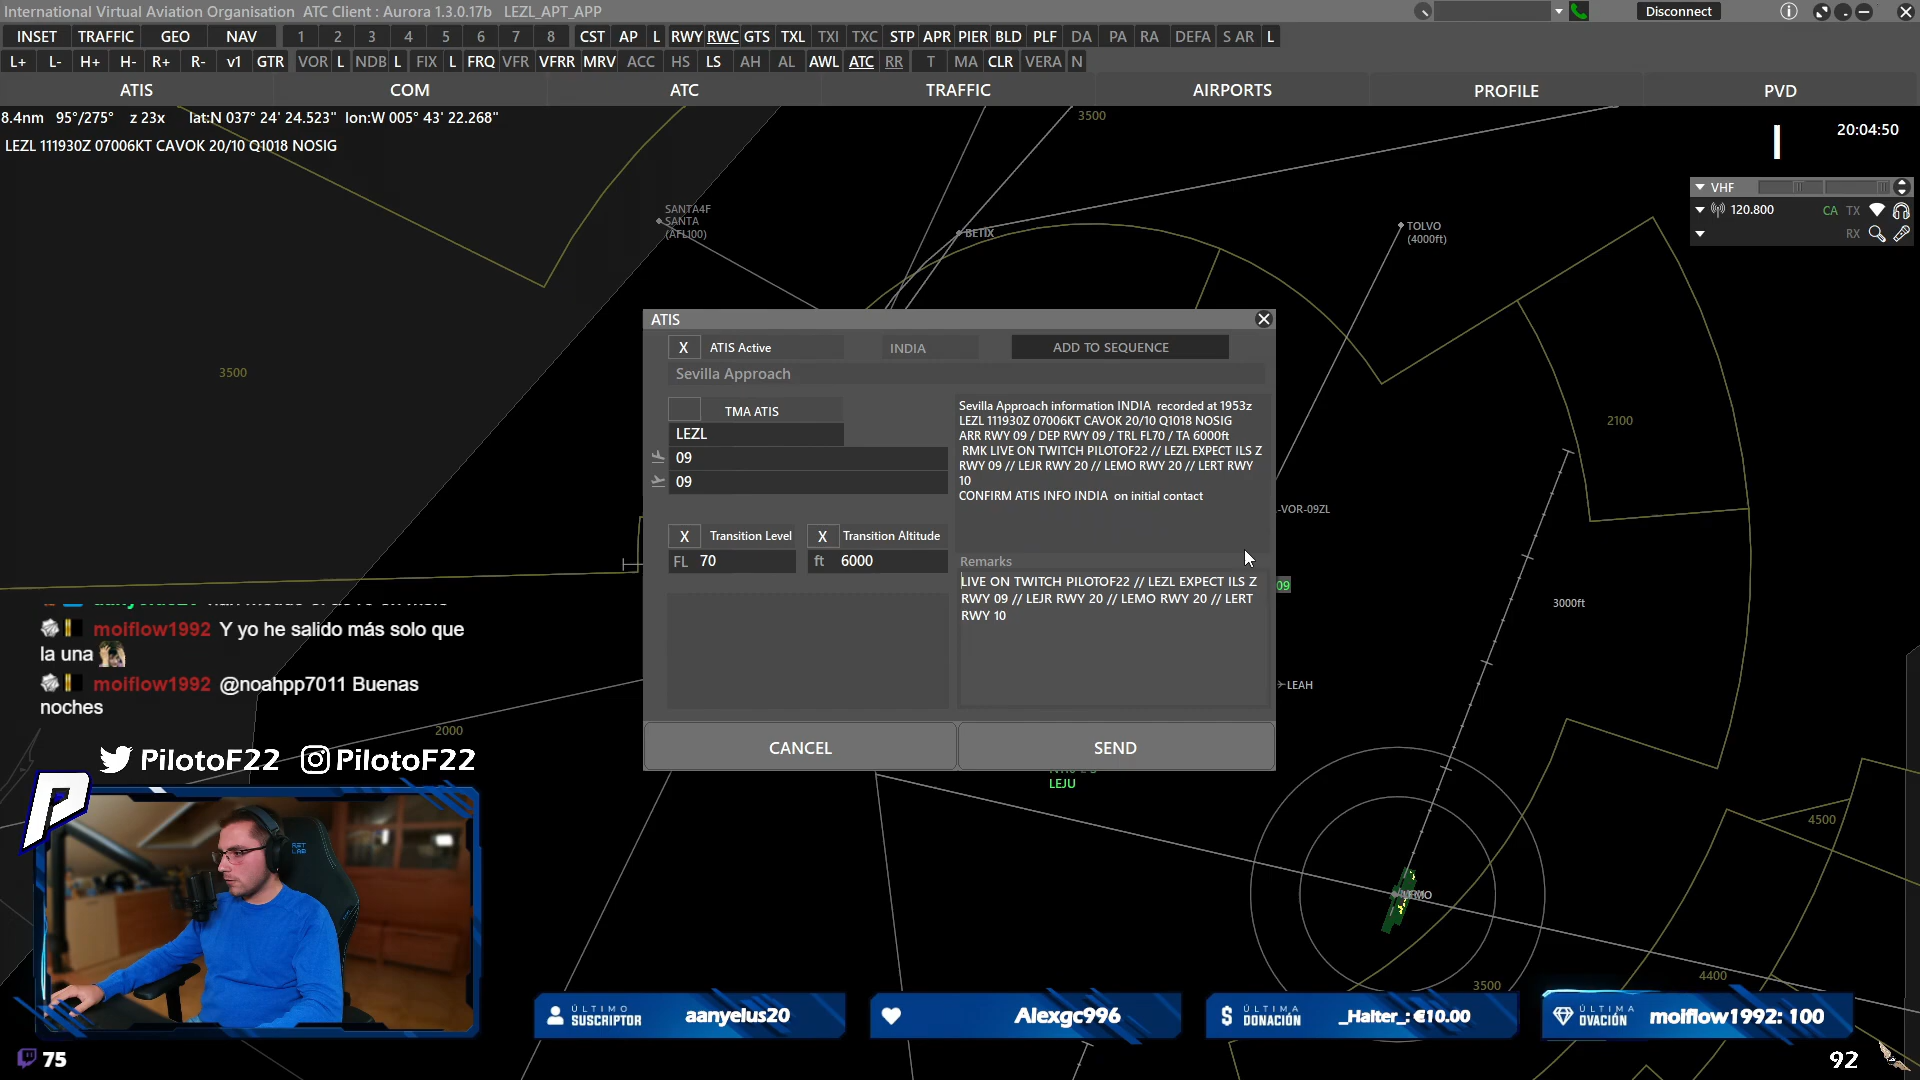 International Virtual Aviation Organisation ATC Client : Aurora 1.3.0.17b LEZL_APT_APP
Disconnect
INSET TRAFFIC GEO NAV 1 2 3 4 5 6 7 8 CST AP L RWY RWC GTS TXL TXI TXC STP APR PIER BLD PLF DA PA RA DEFA S AR L
L+ L- H+ H- R+ R- v1 GTR VOR L NDB L FIX L FRQ VFR VFRR MRV ACC HS LS AH AL AWL ATC RR T MA CLR VERA N
ATIS COM ATC TRAFFIC AIRPORTS PROFILE PVD
8.4nm 95°/275° z 23x lat:N 037° 24' 24.523" lon:W 005° 43' 22.268"
3500
20:04:50
LEZL 111930Z 07006KT CAVOK 20/10 Q1018 NOSIG
VHF
120.800 CA TX
RX
SANTA4F
SANTA
(AFL100)
BETIX
TOLVO
(4000ft)
3500
2100
ATIS
X ATIS Active INDIA ADD TO SEQUENCE
Sevilla Approach
TMA ATIS
LEZL
09
09
Sevilla Approach information INDIA recorded at 1953z
LEZL 111930Z 07006KT CAVOK 20/10 Q1018 NOSIG
ARR RWY 09 / DEP RWY 09 / TRL FL70 / TA 6000ft
RMK LIVE ON TWITCH PILOTOF22 // LEZL EXPECT ILS Z
RWY 09 // LEJR RWY 20 // LEMO RWY 20 // LERT RWY
10
CONFIRM ATIS INFO INDIA on initial contact
X Transition Level X Transition Altitude
FL 70 ft 6000
Remarks
LIVE ON TWITCH PILOTOF22 // LEZL EXPECT ILS Z
RWY 09 // LEJR RWY 20 // LEMO RWY 20 // LERT
RWY 10
CANCEL SEND
-VOR-09ZL
09
3000ft
LEAH
LEJU
4500
4400
3500
2000
moiflow1992 Y yo he salido más solo que
la una
moiflow1992 @noahpp7011 Buenas
noches
PilotoF22 PilotoF22
P
ÚLTIMO
SUSCRIPTOR aanyelus20
Alexgc996
ÚLTIMA
DONACIÓN _Halter_: €10.00
ÚLTIMA
OVACIÓN moiflow1992: 100
75
92